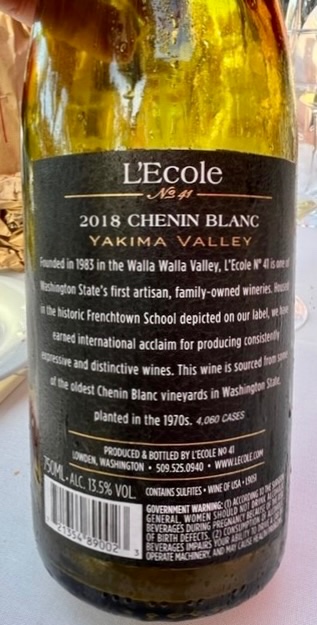 L'Ecole
No 41
2018 CHENIN BLANC
YAKIMA VALLEY
Founded in 1983 in the Walla Walla Valley, L'Ecole Nº 41 is one of
Washington State's first artisan, family-owned wineries. Housed
in the historic Frenchtown School depicted on our label, we have
earned international acclaim for producing consistently
expressive and distinctive wines. This wine is sourced from some
of the oldest Chenin Blanc vineyards in Washington State,
planted in the 1970s. 4,060 CASES
PRODUCED & BOTTLED BY L'ECOLE NO 41
LOWDEN, WASHINGTON • 509.525.0940 • WWW.LECOLE.COM
750ML • ALC. 13.5% VOL. CONTAINS SULFITES • WINE OF USA • L9059
GOVERNMENT WARNING: (1) ACCORDING TO THE
GENERAL, WOMEN SHOULD NOT DRINK
BEVERAGES DURING PREGNANCY BECAUSE OF
OF BIRTH DEFECTS. (2) CONSUMPTION OF
BEVERAGES IMPAIRS YOUR ABILITY TO
OPERATE MACHINERY, AND MAY CAUSE HEALTH
21354 89002 3